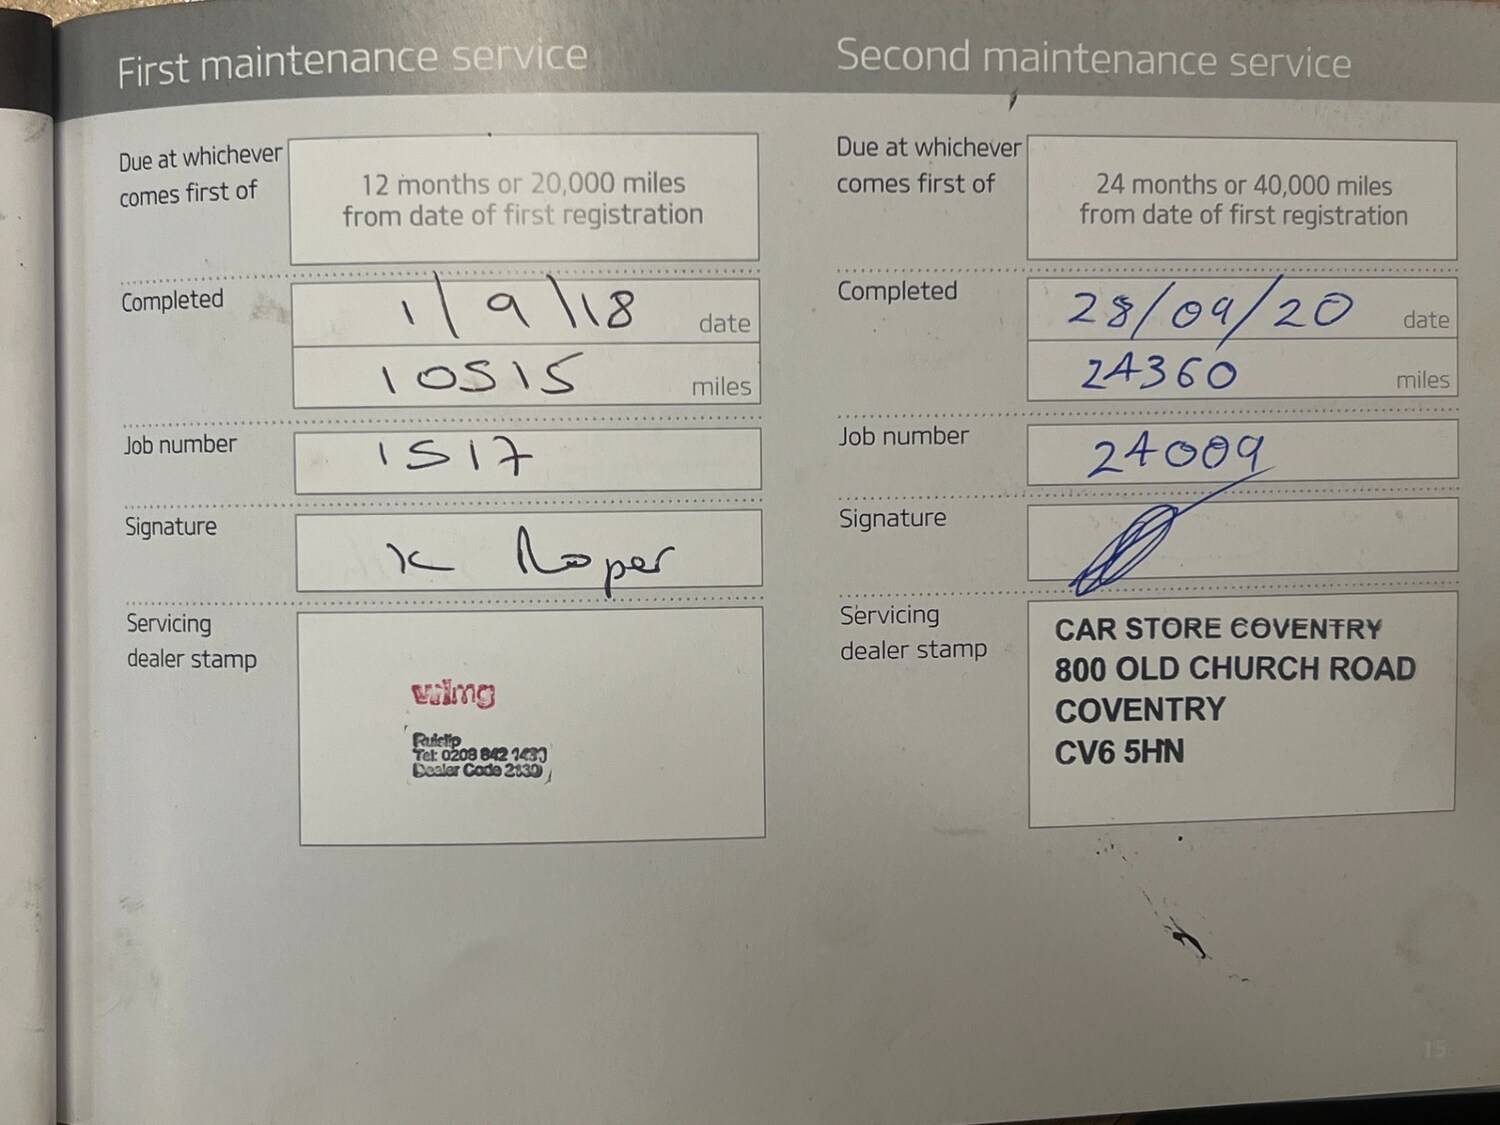 First maintenance service
Due at whichever
comes first of
12 months or 20,000 miles
from date of first registration
Completed
1/9/18
date
10515
miles
Job number
1517
Signature
K Roper
Servicing
dealer stamp
wjmg
Ruislip
Tel: 0208 842
Dealer Code
Second maintenance service
Due at whichever
comes first of
24 months or 40,000 miles
from date of first registration
Completed
28/09/20
date
24360
miles
Job number
24009
Signature
Servicing
dealer stamp
CAR STORE COVENTRY
800 OLD CHURCH ROAD
COVENTRY
CV6 5HN
15